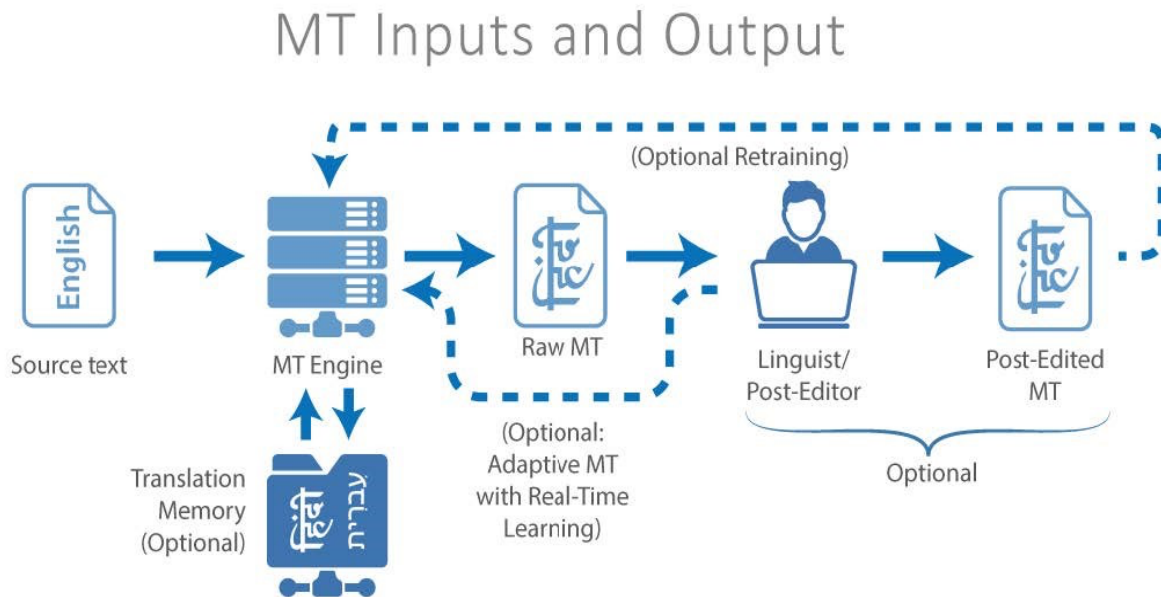 MT Inputs and Output
(Optional Retraining)
English
Source text
MT Engine
हिंदी
Raw MT
Linguist/
Post-Editor
हिंदी
Post-Edited
MT
Optional
(Optional:
Adaptive MT
with Real-Time
Learning)
Translation
Memory
(Optional)
हिंदी
עברית